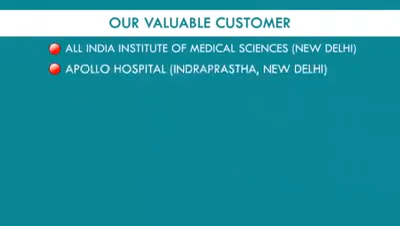 OUR VALUABLE CUSTOMER
ALL INDIA INSTITUTE OF MEDICAL SCIENCES (NEW DELHI)
APOLLO HOSPITAL (INDRAPRASTHA, NEW DELHI)